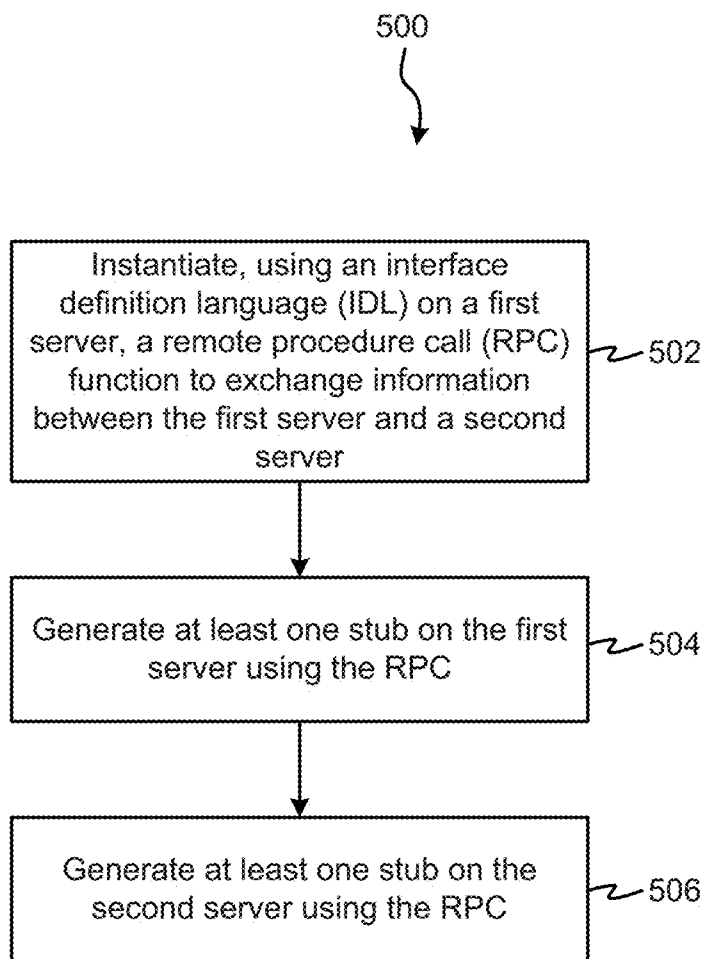 500
Instantiate, using an interface
definition language (IDL) on a first
server, a remote procedure call (RPC)
function to exchange information
between the first server and a second
server
502
Generate at least one stub on the first
server using the RPC
504
Generate at least one stub on the
second server using the RPC
506